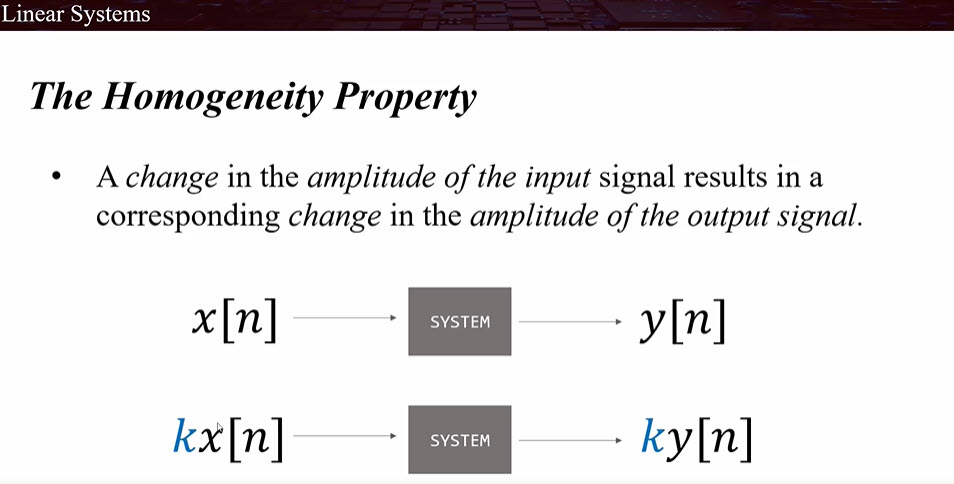 Linear Systems
The Homogeneity Property
• A change in the amplitude of the input signal results in a
corresponding change in the amplitude of the output signal.
x[n] SYSTEM y[n]
kx[n] SYSTEM ky[n]